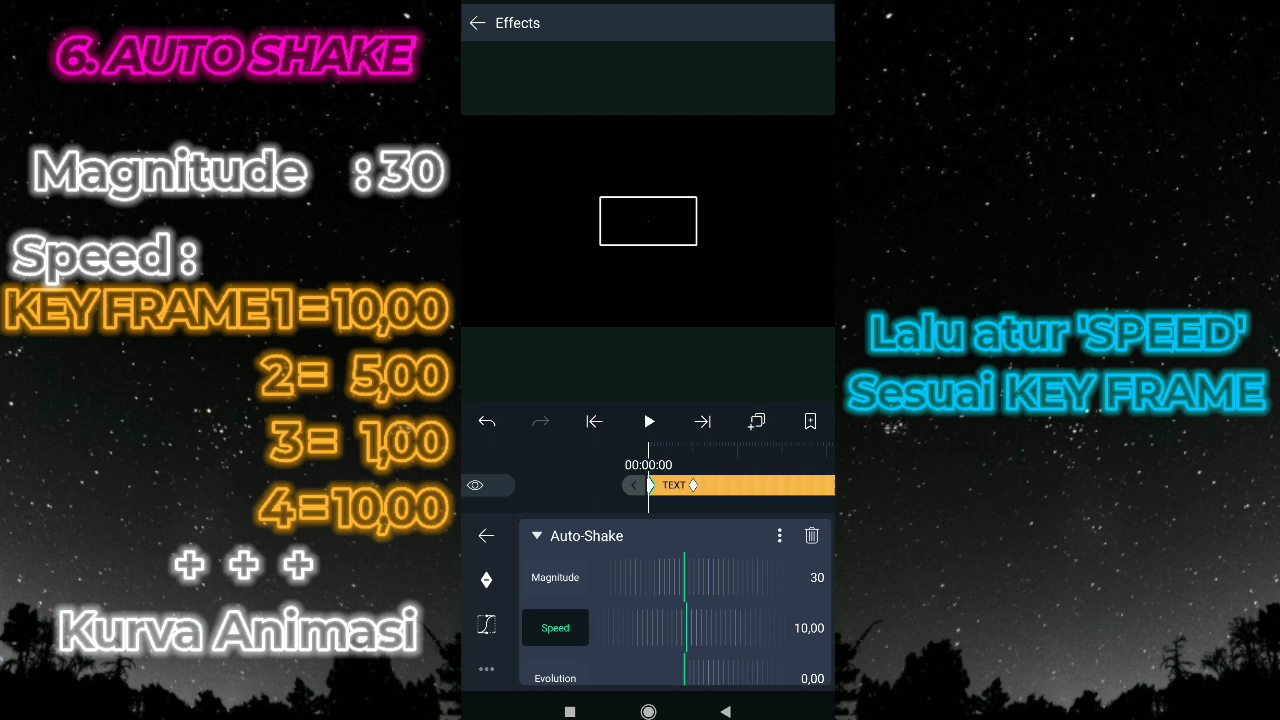 6. AUTO SHAKE
Magnitude : 30
Speed :
KEY FRAME 1 = 10,00
2 = 5,00
3 = 1,00
4 = 10,00
+ + +
Kurva Animasi
Effects
00:00:00
TEXT
Auto-Shake
Magnitude 30
Speed 10,00
Evolution 0,00
Lalu atur 'SPEED'
Sesuai KEY FRAME